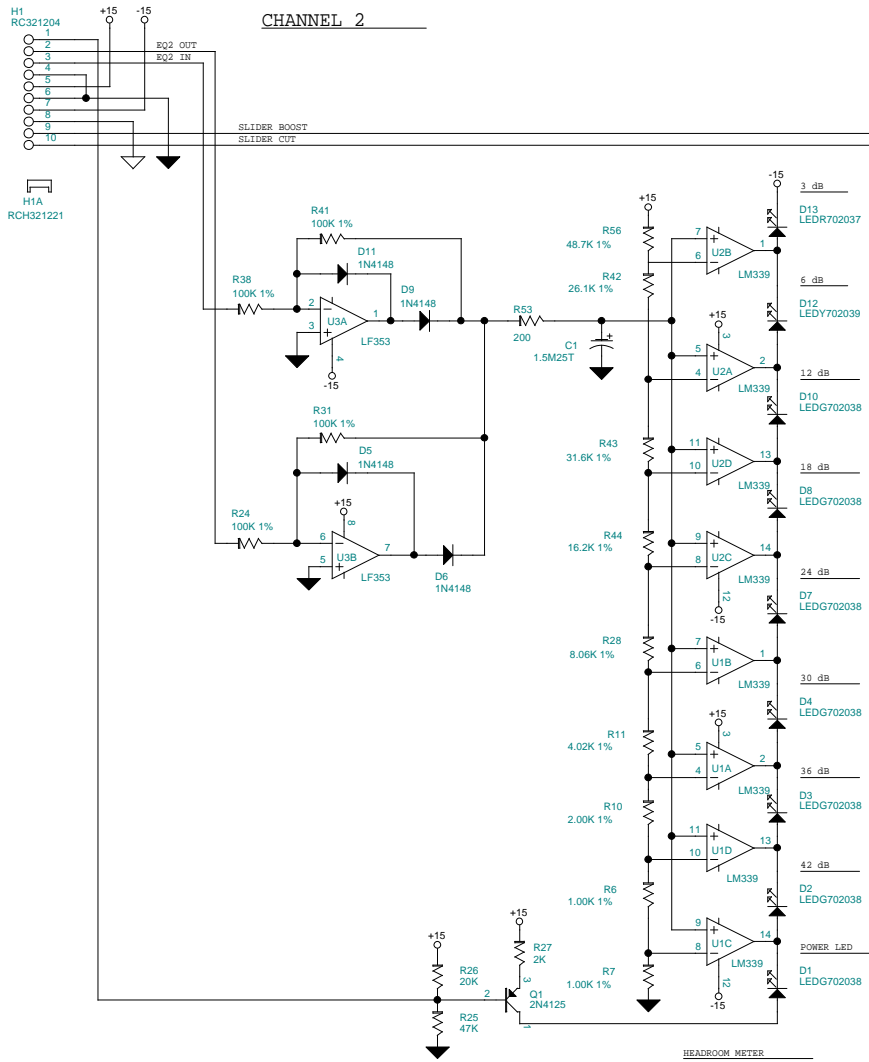 CHANNEL 2
H1
RC321204
+15
-15
1
2
EQ2 OUT
3
EQ2 IN
4
5
6
7
8
9
SLIDER BOOST
10
SLIDER CUT
H1A
RCH321221
R41
100K 1%
D11
1N4148
R38
100K 1%
D9
1N4148
2
3
1
U3A
LF353
4
-15
R53
200
C1
+
1.5M25T
R31
100K 1%
D5
1N4148
R24
100K 1%
+15
8
6
5
7
U3B
LF353
D6
1N4148
+15
R56
48.7K 1%
R42
26.1K 1%
R43
31.6K 1%
R44
16.2K 1%
R28
8.06K 1%
R11
4.02K 1%
R10
2.00K 1%
R6
1.00K 1%
R7
1.00K 1%
7
6
1
U2B
LM339
+15
3
5
4
2
U2A
LM339
11
10
13
U2D
LM339
9
8
14
U2C
LM339
12
-15
7
6
1
U1B
LM339
+15
3
5
4
2
U1A
LM339
11
10
13
U1D
LM339
9
8
14
U1C
LM339
12
-15
-15
3 dB
D13
LEDR702037
6 dB
D12
LEDY702039
12 dB
D10
LEDG702038
18 dB
D8
LEDG702038
24 dB
D7
LEDG702038
30 dB
D4
LEDG702038
36 dB
D3
LEDG702038
42 dB
D2
LEDG702038
POWER LED
D1
LEDG702038
+15
R26
20K
R25
47K
+15
R27
2K
3
2
Q1
2N4125
1
HEADROOM METER